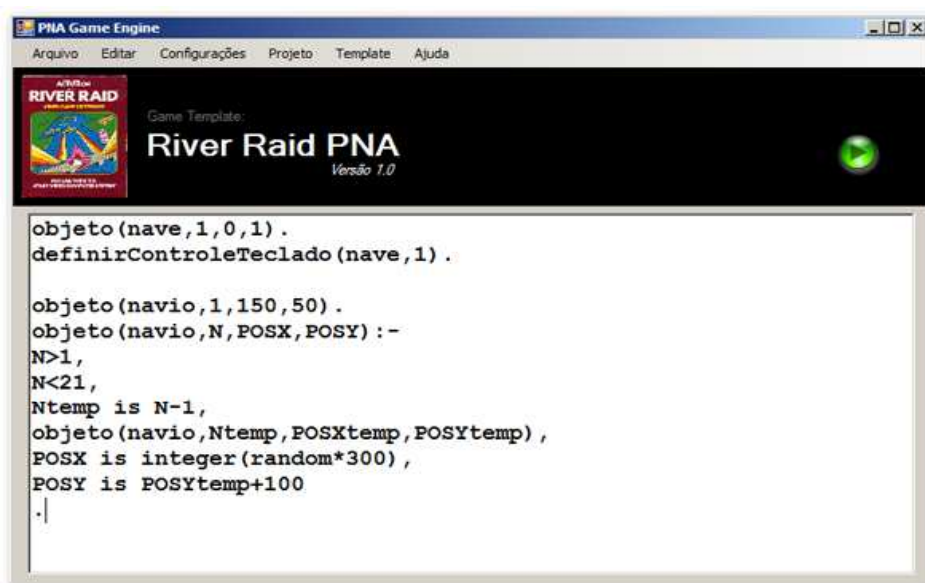 PNA Game Engine
Arquivo Editar Configurações Projeto Template Ajuda
ACTIVISION
RIVER RAID
Game Template:
River Raid PNA
Versão 1.0
objeto(nave,1,0,1).
definirControleTeclado(nave,1).
objeto(navio,1,150,50).
objeto(navio,N,POSX,POSY):-
N>1,
N<21,
Ntemp is N-1,
objeto(navio,Ntemp,POSXtemp,POSYtemp),
POSX is integer(random*300),
POSY is POSYtemp+100
.